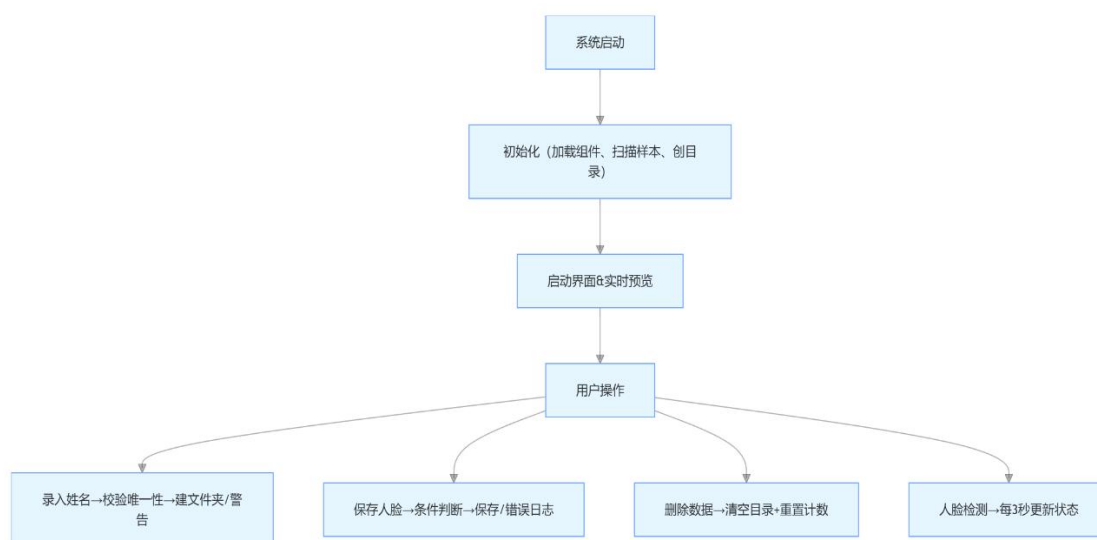 系统启动
初始化（加载组件、扫描样本、创目
录）
启动界面&实时预览
用户操作
录入姓名→校验唯一性→建文件夹/警
告
保存人脸→条件判断→保存/错误日志
删除数据→清空目录+重置计数
人脸检测→每3秒更新状态